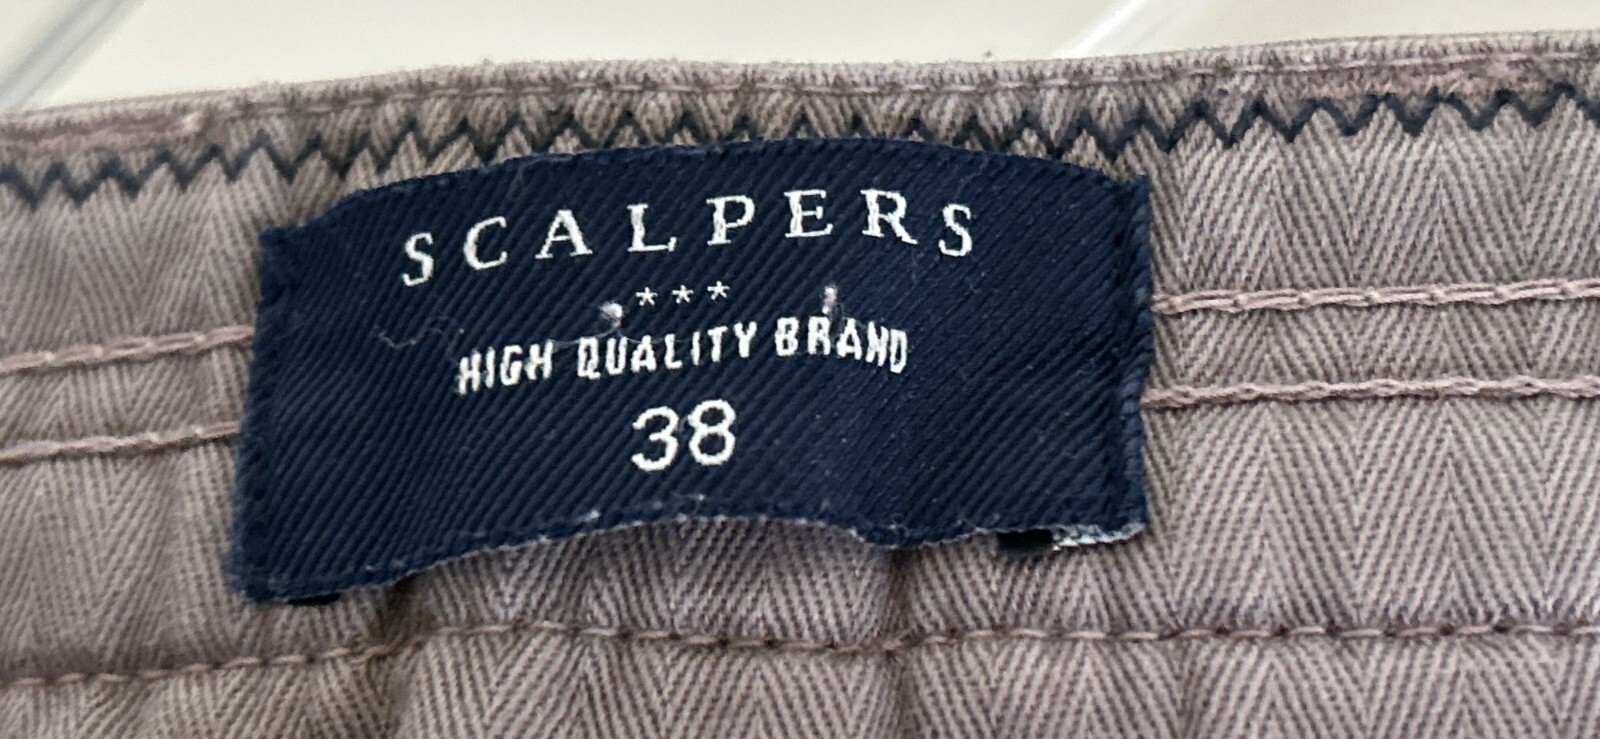 SCALPERS
***
HIGH QUALITY BRAND
38